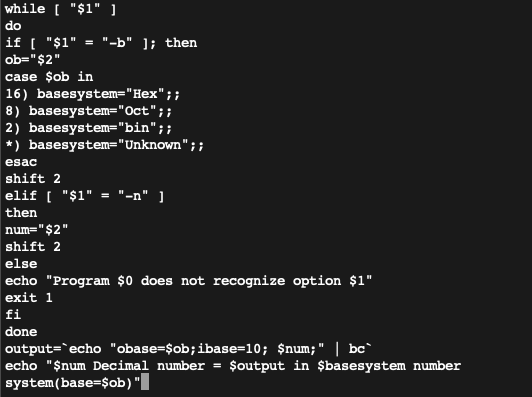 while [ "$1" ]
do
if [ "$1" = "-b" ]; then
ob="$2"
case $ob in
16) basesystem="Hex";;
8) basesystem="Oct";;
2) basesystem="bin";;
*) basesystem="Unknown";;
esac
shift 2
elif [ "$1" = "-n" ]
then
num="$2"
shift 2
else
echo "Program $0 does not recognize option $1"
exit 1
fi
done
output=`echo "obase=$ob;ibase=10; $num;" | bc`
echo "$num Decimal number = $output in $basesystem number
system(base=$ob)"